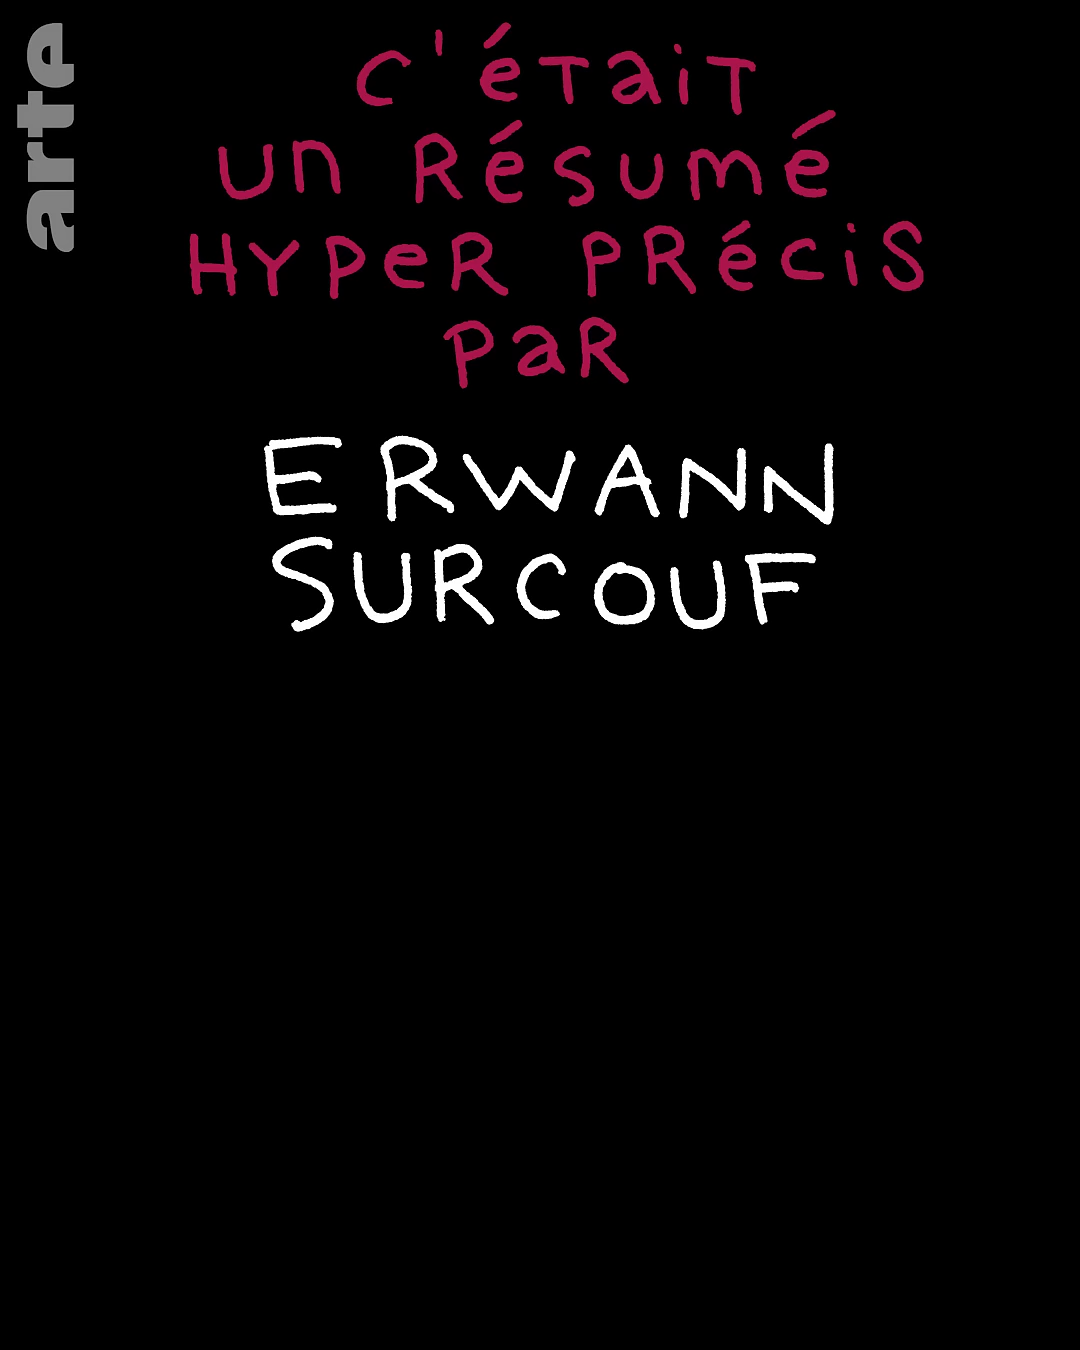 arte
C'éTaiT
un Résumé
HYPeR PRéciS
PaR
ERWANN
SURCOUF